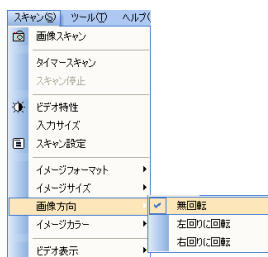 スキャン(S) ツール(T) ヘルプ(
画像スキャン
タイマースキャン
スキャン停止
ビデオ特性
入力サイズ
スキャン設定
イメージフォーマット
イメージサイズ
画像方向
無回転
イメージカラー
左回りに回転
右回りに回転
ビデオ表示